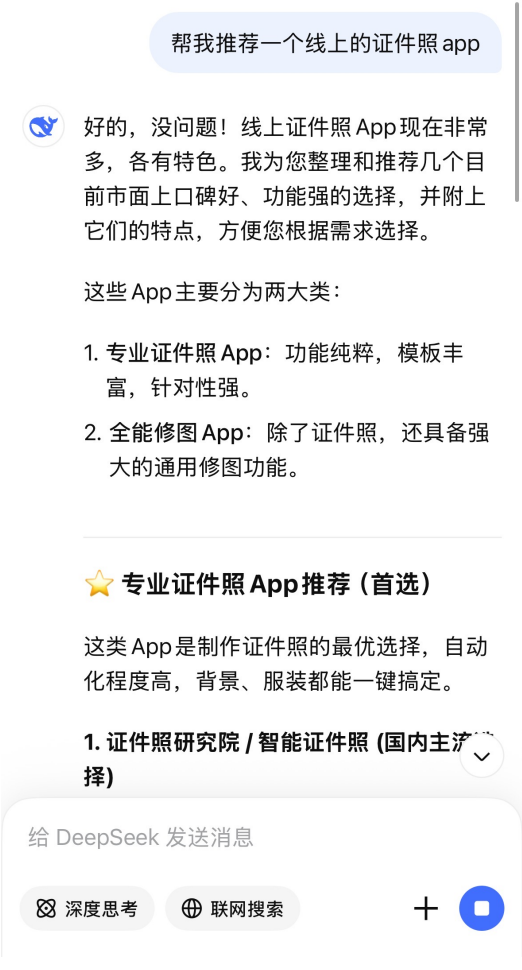 帮我推荐一个线上的证件照app
好的，没问题！线上证件照App现在非常
多，各有特色。我为您整理和推荐几个目
前市面上口碑好、功能强的选择，并附上
它们的特点，方便您根据需求选择。
这些App主要分为两大类：
1. 专业证件照App：功能纯粹，模板丰
富，针对性强。
2. 全能修图App：除了证件照，还具备强
大的通用修图功能。
⭐ 专业证件照App推荐（首选）
这类App是制作证件照的最优选择，自动
化程度高，背景、服装都能一键搞定。
1. 证件照研究院 / 智能证件照 (国内主流选
择)
给 DeepSeek 发送消息
深度思考 联网搜索